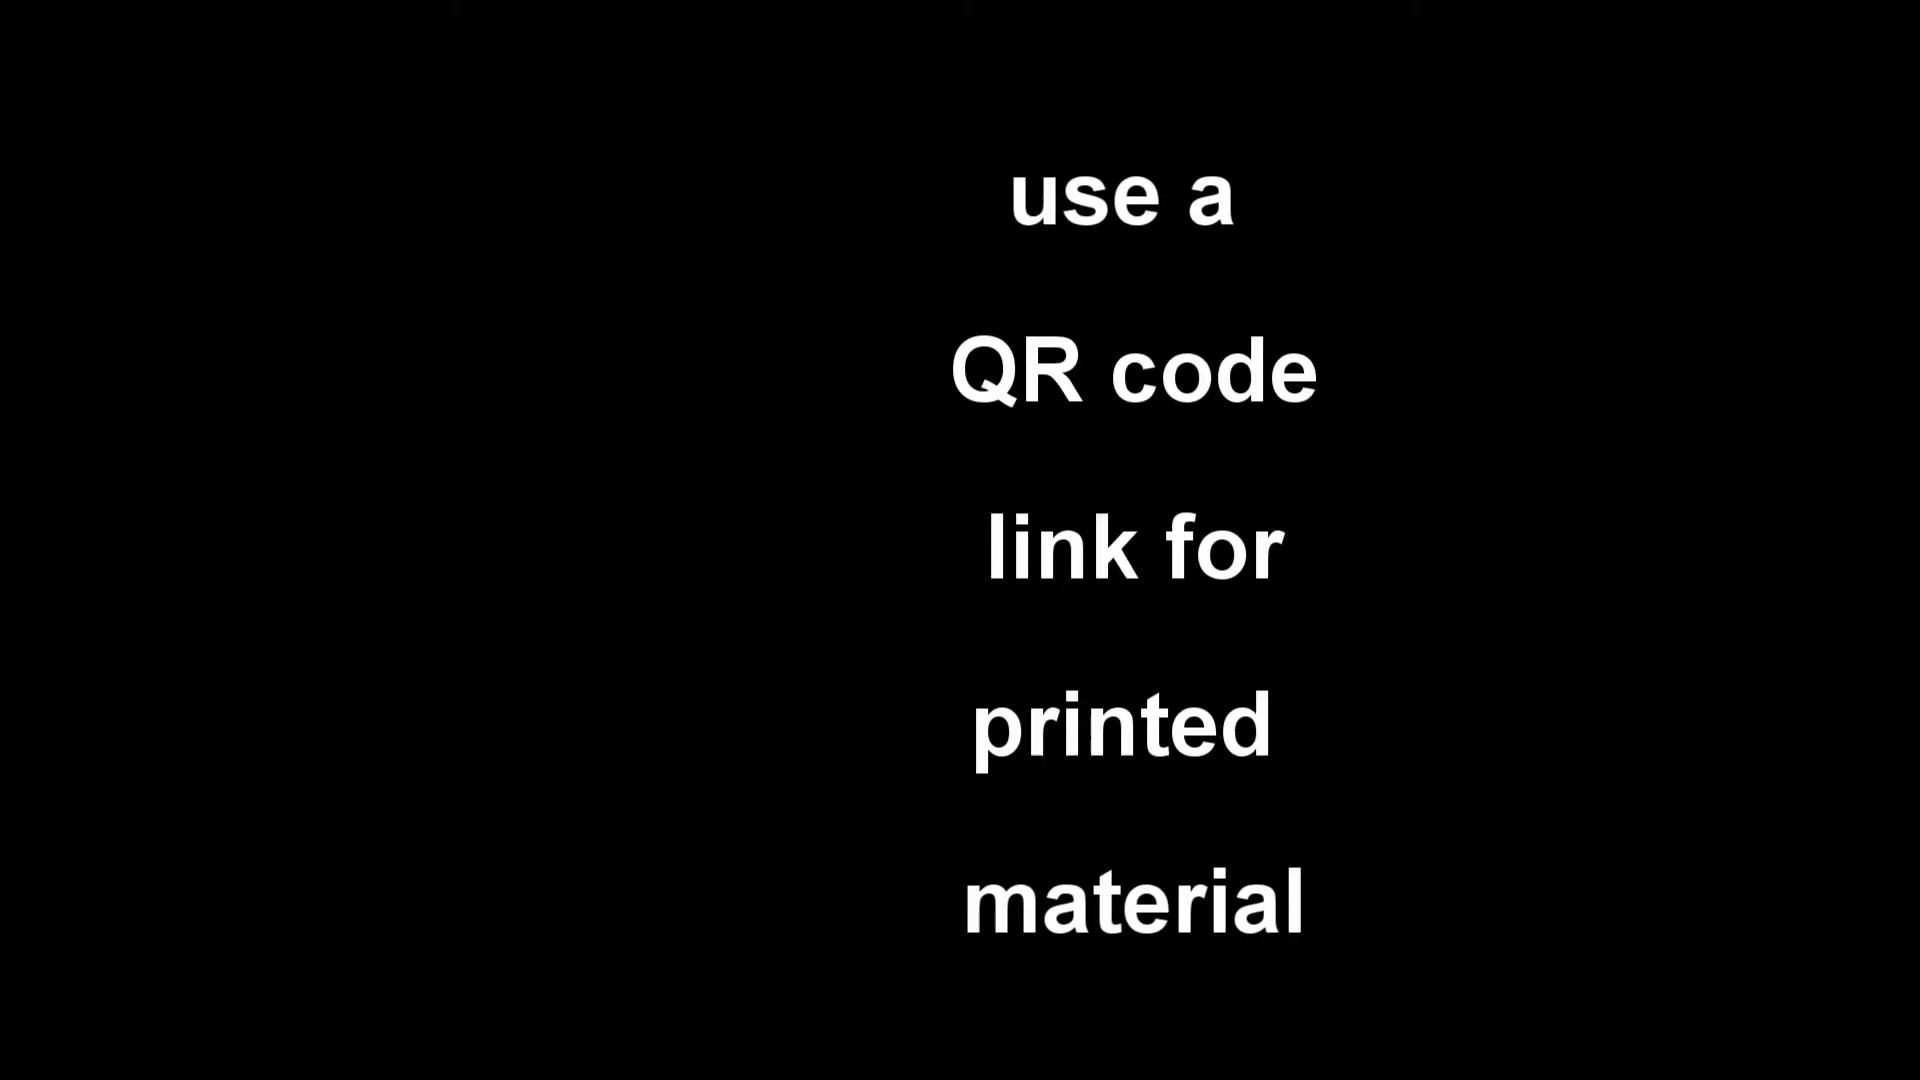 use a
QR code
link for
printed
material